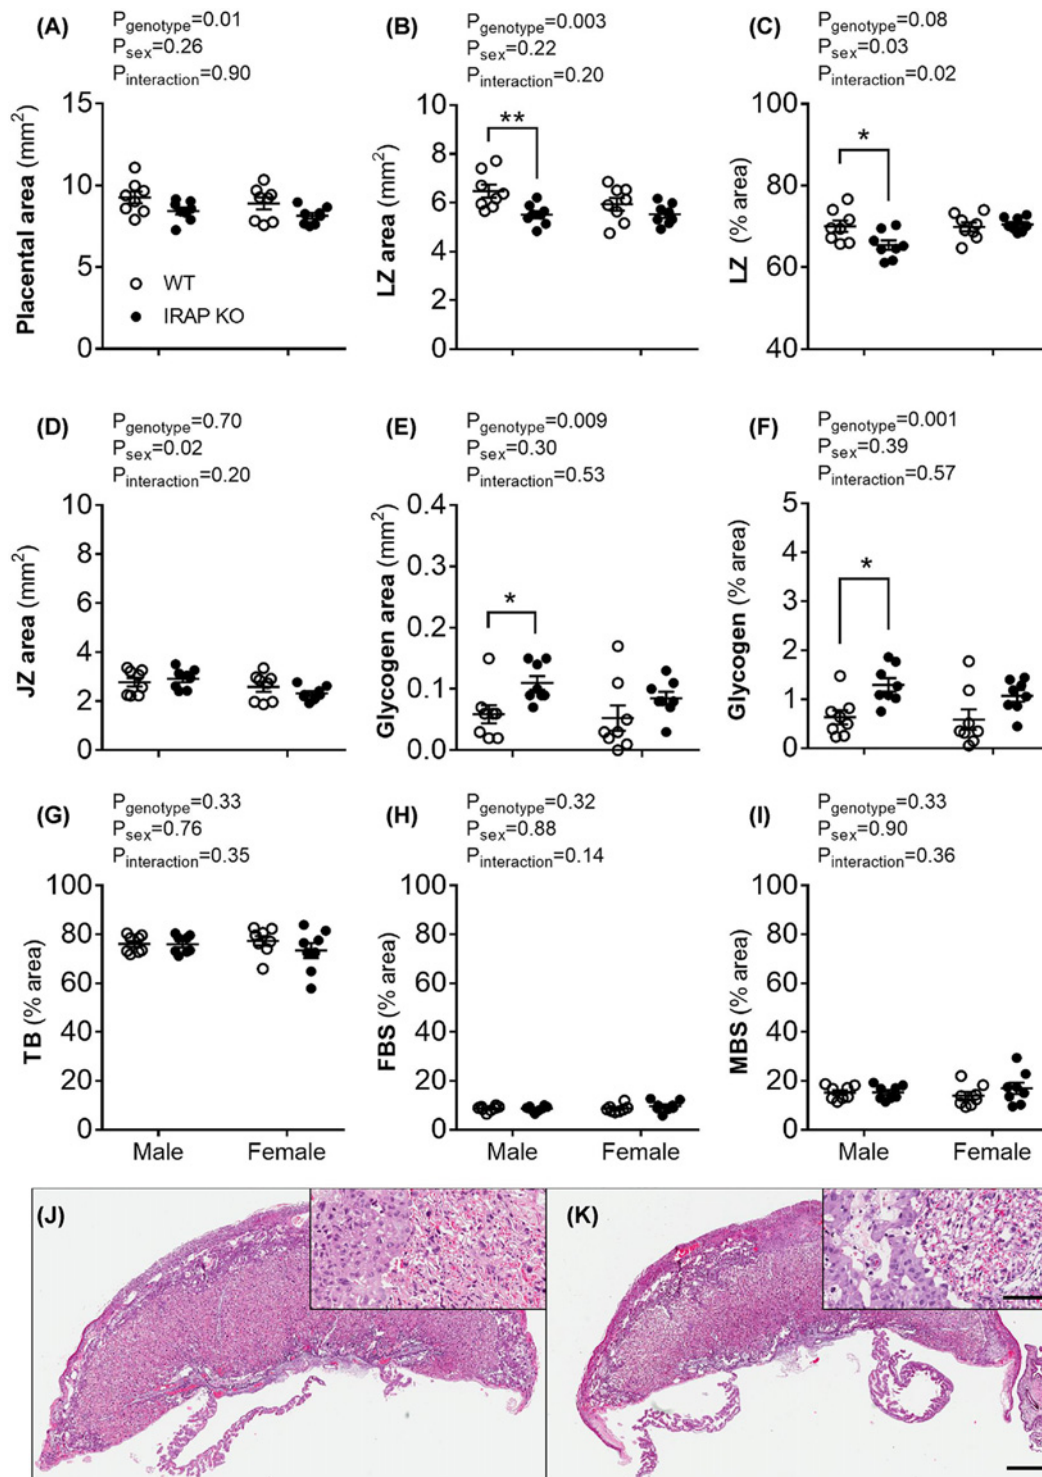 (A)
P_genotype=0.01
P_sex=0.26
P_interaction=0.90
Placental area (mm²)
15
10
5
0
WT
IRAP KO
(B)
P_genotype=0.003
P_sex=0.22
P_interaction=0.20
LZ area (mm²)
10
8
6
4
2
0
**
(C)
P_genotype=0.08
P_sex=0.03
P_interaction=0.02
LZ (% area)
100
80
60
40
*
(D)
P_genotype=0.70
P_sex=0.02
P_interaction=0.20
JZ area (mm²)
10
8
6
4
2
0
(E)
P_genotype=0.009
P_sex=0.30
P_interaction=0.53
Glycogen area (mm²)
0.4
0.3
0.2
0.1
0.0
*
(F)
P_genotype=0.001
P_sex=0.39
P_interaction=0.57
Glycogen (% area)
5
4
3
2
1
0
*
(G)
P_genotype=0.33
P_sex=0.76
P_interaction=0.35
TB (% area)
100
80
60
40
20
0
Male Female
(H)
P_genotype=0.32
P_sex=0.88
P_interaction=0.14
FBS (% area)
100
80
60
40
20
0
Male Female
(I)
P_genotype=0.33
P_sex=0.90
P_interaction=0.36
MBS (% area)
100
80
60
40
20
0
Male Female
(J)
(K)